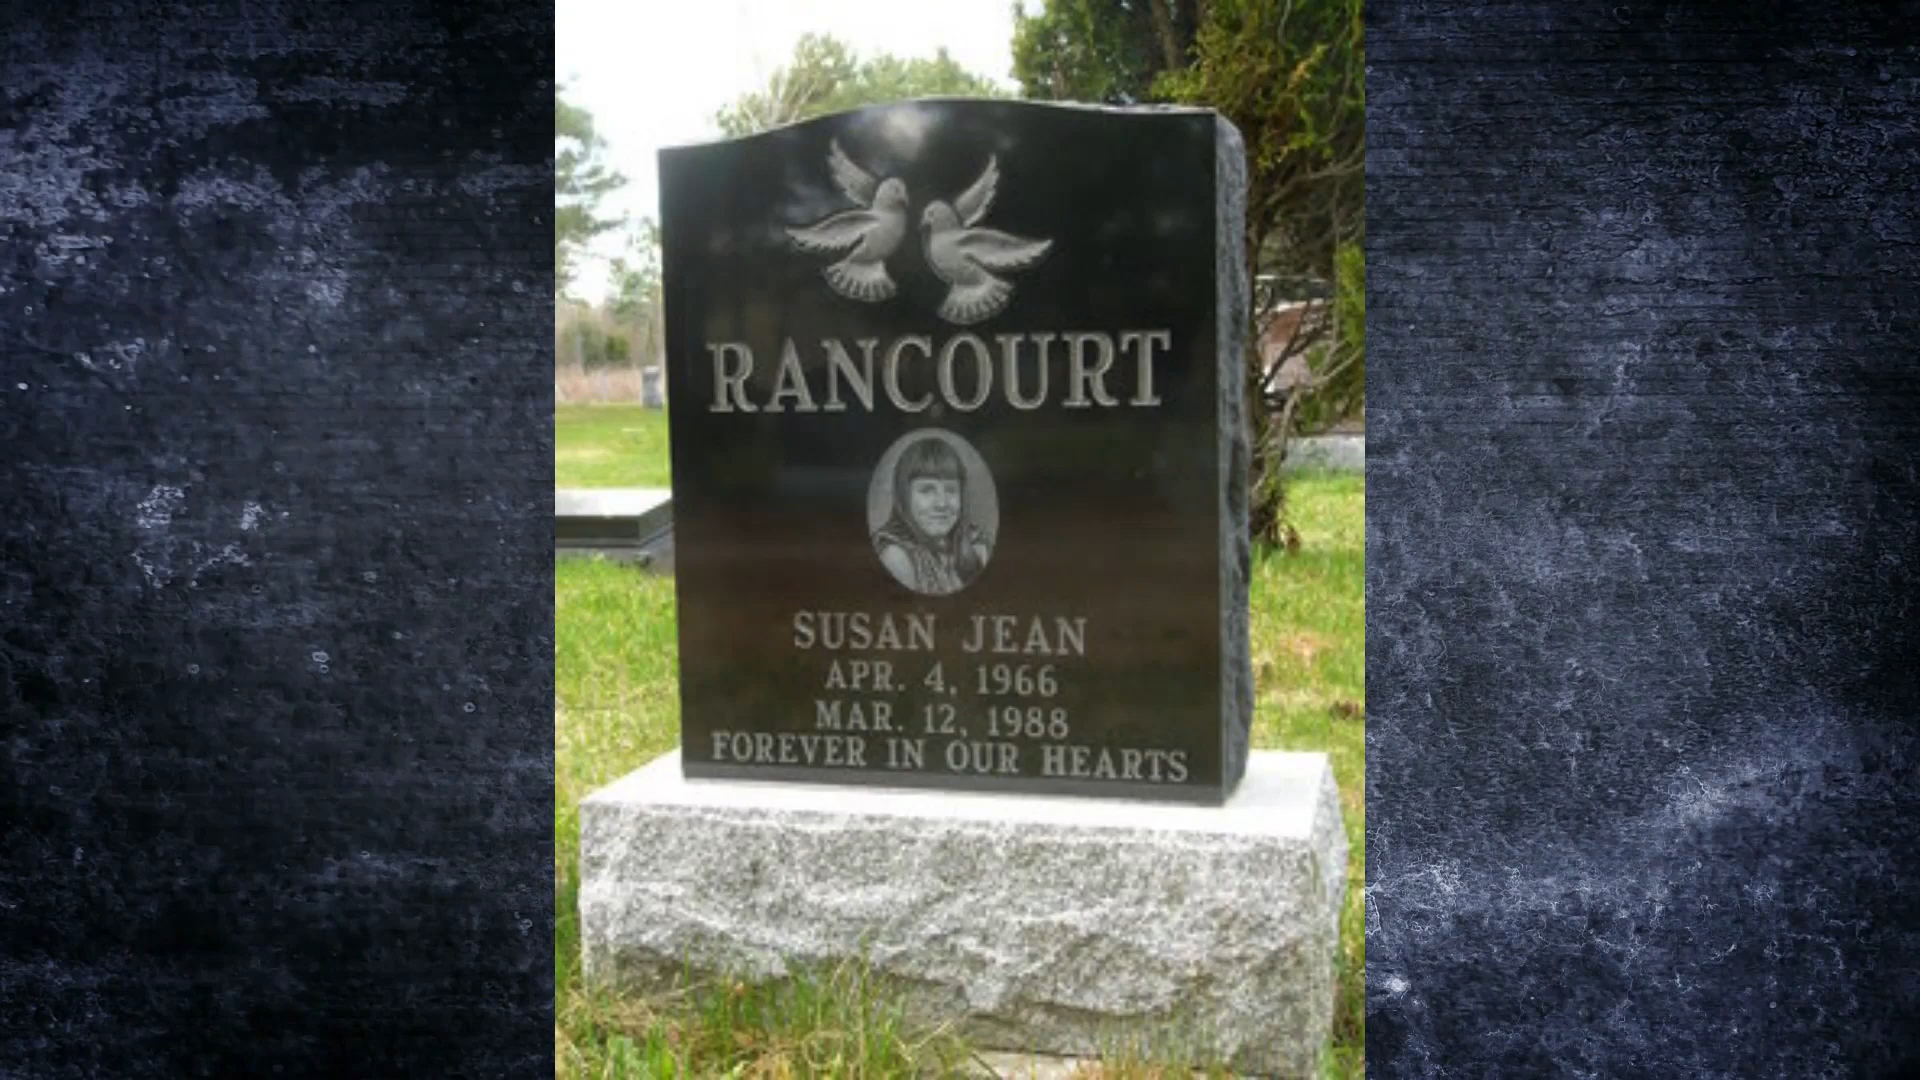 RANCOURT
SUSAN JEAN
APR. 4, 1966
MAR. 12, 1988
FOREVER IN OUR HEARTS